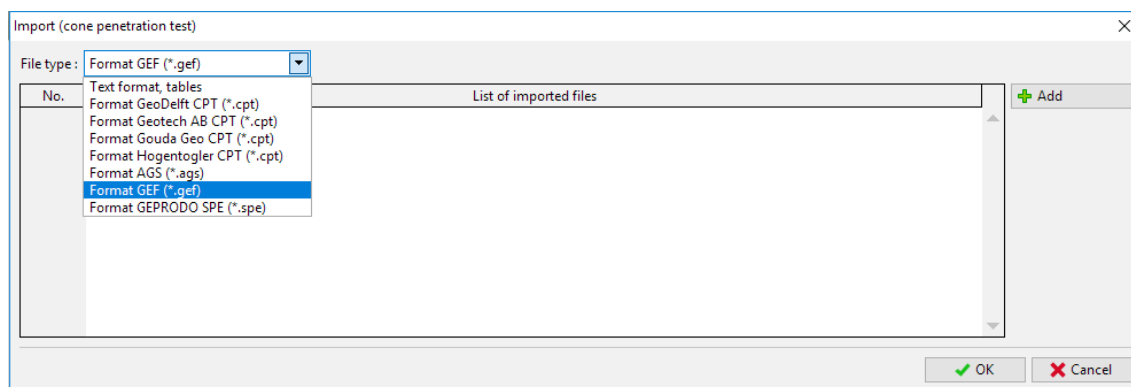 Import (cone penetration test)
File type : Format GEF (*.gef)
No. List of imported files
Add
Text format, tables
Format GeoDelft CPT (*.cpt)
Format Geotech AB CPT (*.cpt)
Format Gouda Geo CPT (*.cpt)
Format Hogentogler CPT (*.cpt)
Format AGS (*.ags)
Format GEF (*.gef)
Format GEPRODO SPE (*.spe)
OK Cancel